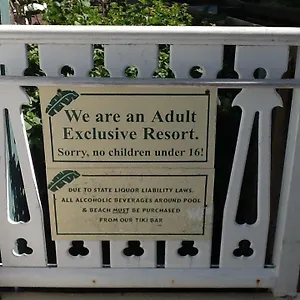 We are an Adult
Exclusive Resort.
Sorry, no children under 16!
DUE TO STATE LIQUOR LIABILITY LAWS,
ALL ALCOHOLIC BEVERAGES AROUND POOL
& BEACH MUST BE PURCHASED
FROM OUR TIKI BAR